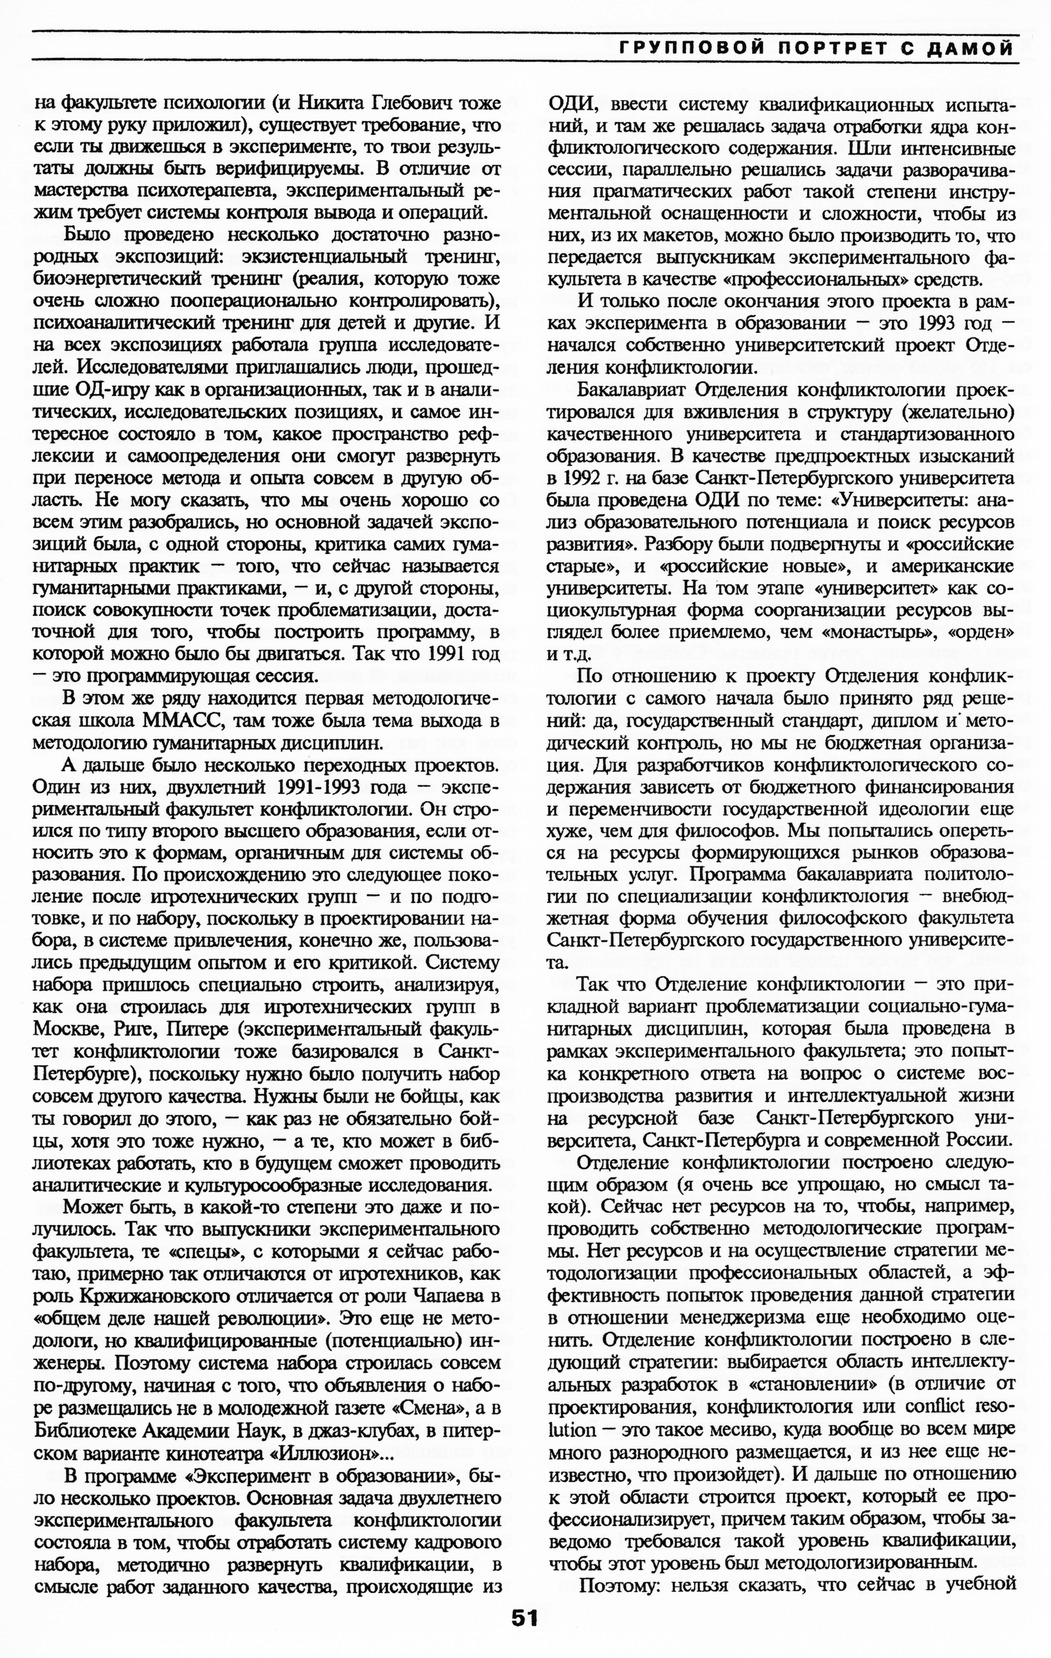 ГРУППОВОЙ ПОРТРЕТ С ДАМОЙ
на факультете психологии (и Никита Глебович тоже
к этому руку приложил), существует требование, что
если ты движешься в эксперименте, то твои резуль-
таты должны быть верифицируемы. В отличие от
мастерства психотерапевта, экспериментальный ре-
жим требует системы контроля вывода и операций.
Было проведено несколько достаточно разно-
родных экспозиций: экзистенциальный тренинг,
биоэнергетический тренинг (реалия, которую тоже
очень сложно пооперационально контролировать),
психоаналитический тренинг для детей и другие. И
на всех экспозициях работала группа исследовате-
лей. Исследователями приглашались люди, прошед-
шие ОД-игру как в организационных, так и в анали-
тических, исследовательских позициях, и самое ин-
тересное состояло в том, какое пространство реф-
лексии и самоопределения они смогут развернуть
при переносе метода и опыта совсем в другую об-
ласть. Не могу сказать, что мы очень хорошо со
всем этим разобрались, но основной задачей экспо-
зиций была, с одной стороны, критика самих гума-
нитарных практик — того, что сейчас называется
гуманитарными практиками, — и, с другой стороны,
поиск совокупности точек проблематизации, доста-
точной для того, чтобы построить программу, в
которой можно было бы двигаться. Так что 1991 год
— это программирующая сессия.
В этом же ряду находится первая методологиче-
ская школа ММАСС, там тоже была тема выхода в
методологию гуманитарных дисциплин.
А дальше было несколько переходных проектов.
Один из них, двухлетний 1991-1993 года — экспе-
риментальный факультет конфликтологии. Он стро-
ился по типу второго высшего образования, если от-
носить это к формам, органичным для системы об-
разования. По происхождению это следующее поко-
ление после игротехнических групп — и по подго-
товке, и по набору, поскольку в проектировании на-
бора, в системе привлечения, конечно же, пользова-
лись предыдущим опытом и его критикой. Систему
набора пришлось специально строить, анализируя,
как она строилась для игротехнических групп в
Москве, Риге, Питере (экспериментальный факуль-
тет конфликтологии тоже базировался в Санкт-
Петербурге), поскольку нужно было получить набор
совсем другого качества. Нужны были не бойцы, как
ты говорил до этого, — как раз не обязательно бой-
цы, хотя это тоже нужно, — а те, кто может в биб-
лиотеках работать, кто в будущем сможет проводить
аналитические и культуросообразные исследования.
Может быть, в какой-то степени это даже и по-
лучилось. Так что выпускники экспериментального
факультета, те «спецы», с которыми я сейчас рабо-
таю, примерно так отличаются от игротехников, как
роль Кржижановского отличается от роли Чапаева в
«общем деле нашей революции». Это еще не мето-
дологи, но квалифицированные (потенциально) ин-
женеры. Поэтому система набора строилась совсем
по-другому, начиная с того, что объявления о набо-
ре размещались не в молодежной газете «Смена», а в
Библиотеке Академии Наук, в джаз-клубах, в питер-
ском варианте кинотеатра «Иллюзион»...
В программе «Эксперимент в образовании», бы-
ло несколько проектов. Основная задача двухлетнего
экспериментального факультета конфликтологии
состояла в том, чтобы отработать систему кадрового
набора, методично развернуть квалификации, в
смысле работ заданного качества, происходящие из
ОДИ, ввести систему квалификационных испыта-
ний, и там же решалась задача отработки ядра кон-
фликтологического содержания. Шли интенсивные
сессии, параллельно решались задачи разворачива-
ния прагматических работ такой степени инстру-
ментальной оснащенности и сложности, чтобы из
них, из их макетов, можно было производить то, что
передается выпускникам экспериментального фа-
культета в качестве «профессиональных» средств.
И только после окончания этого проекта в рам-
ках эксперимента в образовании — это 1993 год —
начался собственно университетский проект Отде-
ления конфликтологии.
Бакалавриат Отделения конфликтологии проек-
тировался для вживления в структуру (желательно)
качественного университета и стандартизованного
образования. В качестве предпроектных изысканий
в 1992 г. на базе Санкт-Петербургского университета
была проведена ОДИ по теме: «Университеты: ана-
лиз образовательного потенциала и поиск ресурсов
развития». Разбору были подвергнуты и «российские
старые», и «российские новые», и американские
университеты. На том этапе «университет» как со-
циокультурная форма соорганизации ресурсов вы-
глядел более приемлемо, чем «монастырь», «орден»
и т.д.
По отношению к проекту Отделения конфлик-
тологии с самого начала было принято ряд реше-
ний: да, государственный стандарт, диплом и мето-
дический контроль, но мы не бюджетная организа-
ция. Для разработчиков конфликтологического со-
держания зависеть от бюджетного финансирования
и переменчивости государственной идеологии еще
хуже, чем для философов. Мы попытались опереть-
ся на ресурсы формирующихся рынков образова-
тельных услуг. Программа бакалавриата политоло-
гии по специализации конфликтология — внебюд-
жетная форма обучения философского факультета
Санкт-Петербургского государственного университе-
та.
Так что Отделение конфликтологии — это при-
кладной вариант проблематизации социально-гума-
нитарных дисциплин, которая была проведена в
рамках экспериментального факультета; это попыт-
ка конкретного ответа на вопрос о системе вос-
производства развития и интеллектуальной жизни
на ресурсной базе Санкт-Петербургского уни-
верситета, Санкт-Петербурга и современной России.
Отделение конфликтологии построено следую-
щим образом (я очень все упрощаю, но смысл та-
кой). Сейчас нет ресурсов на то, чтобы, например,
проводить собственно методологические програм-
мы. Нет ресурсов и на осуществление стратегии ме-
тодологизации профессиональных областей, а эф-
фективность попыток проведения данной стратегии
в отношении менеджеризма еще необходимо оце-
нить. Отделение конфликтологии построено в сле-
дующий стратегии: выбирается область интеллекту-
альных разработок в «становлении» (в отличие от
проектирования, конфликтология или conflict reso-
lution — это такое месиво, куда вообще во всем мире
много разнородного размещается, и из нее еще не-
известно, что произойдет). И дальше по отношению
к этой области строится проект, который ее про-
фессионализирует, причем таким образом, чтобы за-
ведомо требовался такой уровень квалификации,
чтобы этот уровень был методологизированным.
Поэтому: нельзя сказать, что сейчас в учебной
51